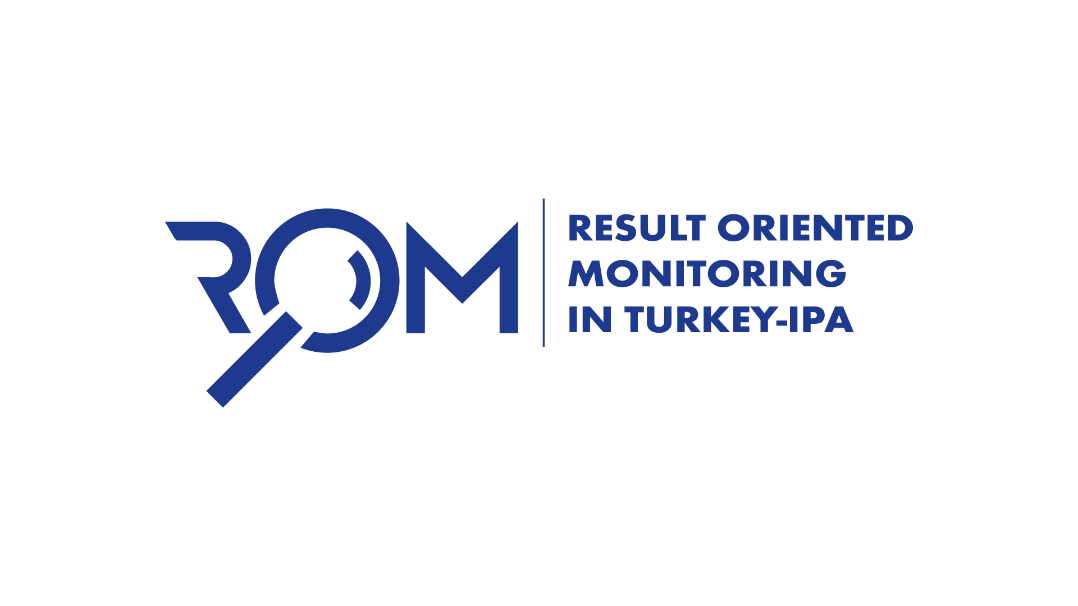 ROM
RESULT ORIENTED
MONITORING
IN TURKEY-IPA